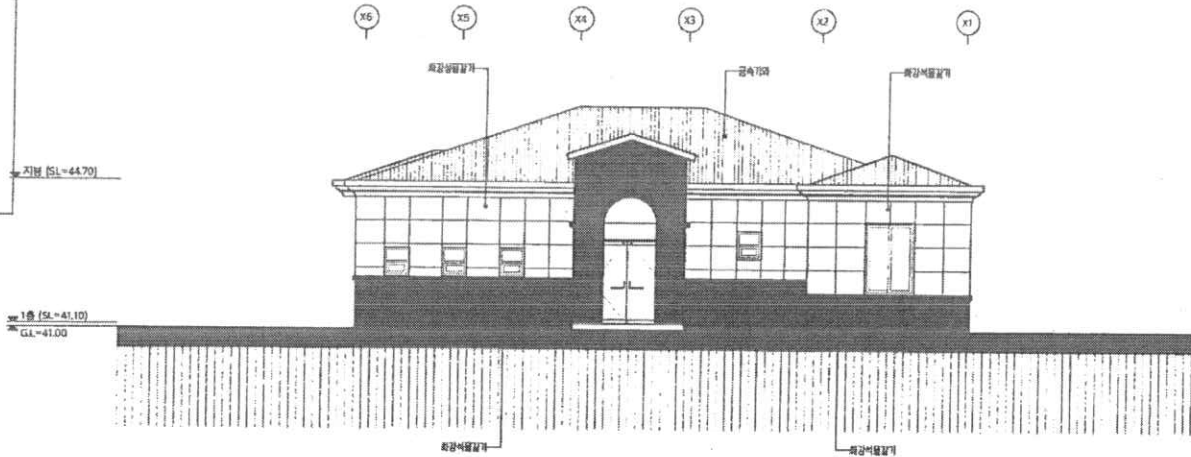 X6 X5 X4 X3 X2 X1
화강석물갈기 금속기와 화강석물갈기
지붕 (SL=44.70)
1층 (SL=41.10)
G.L=41.00
화강석물갈기 화강석물갈기